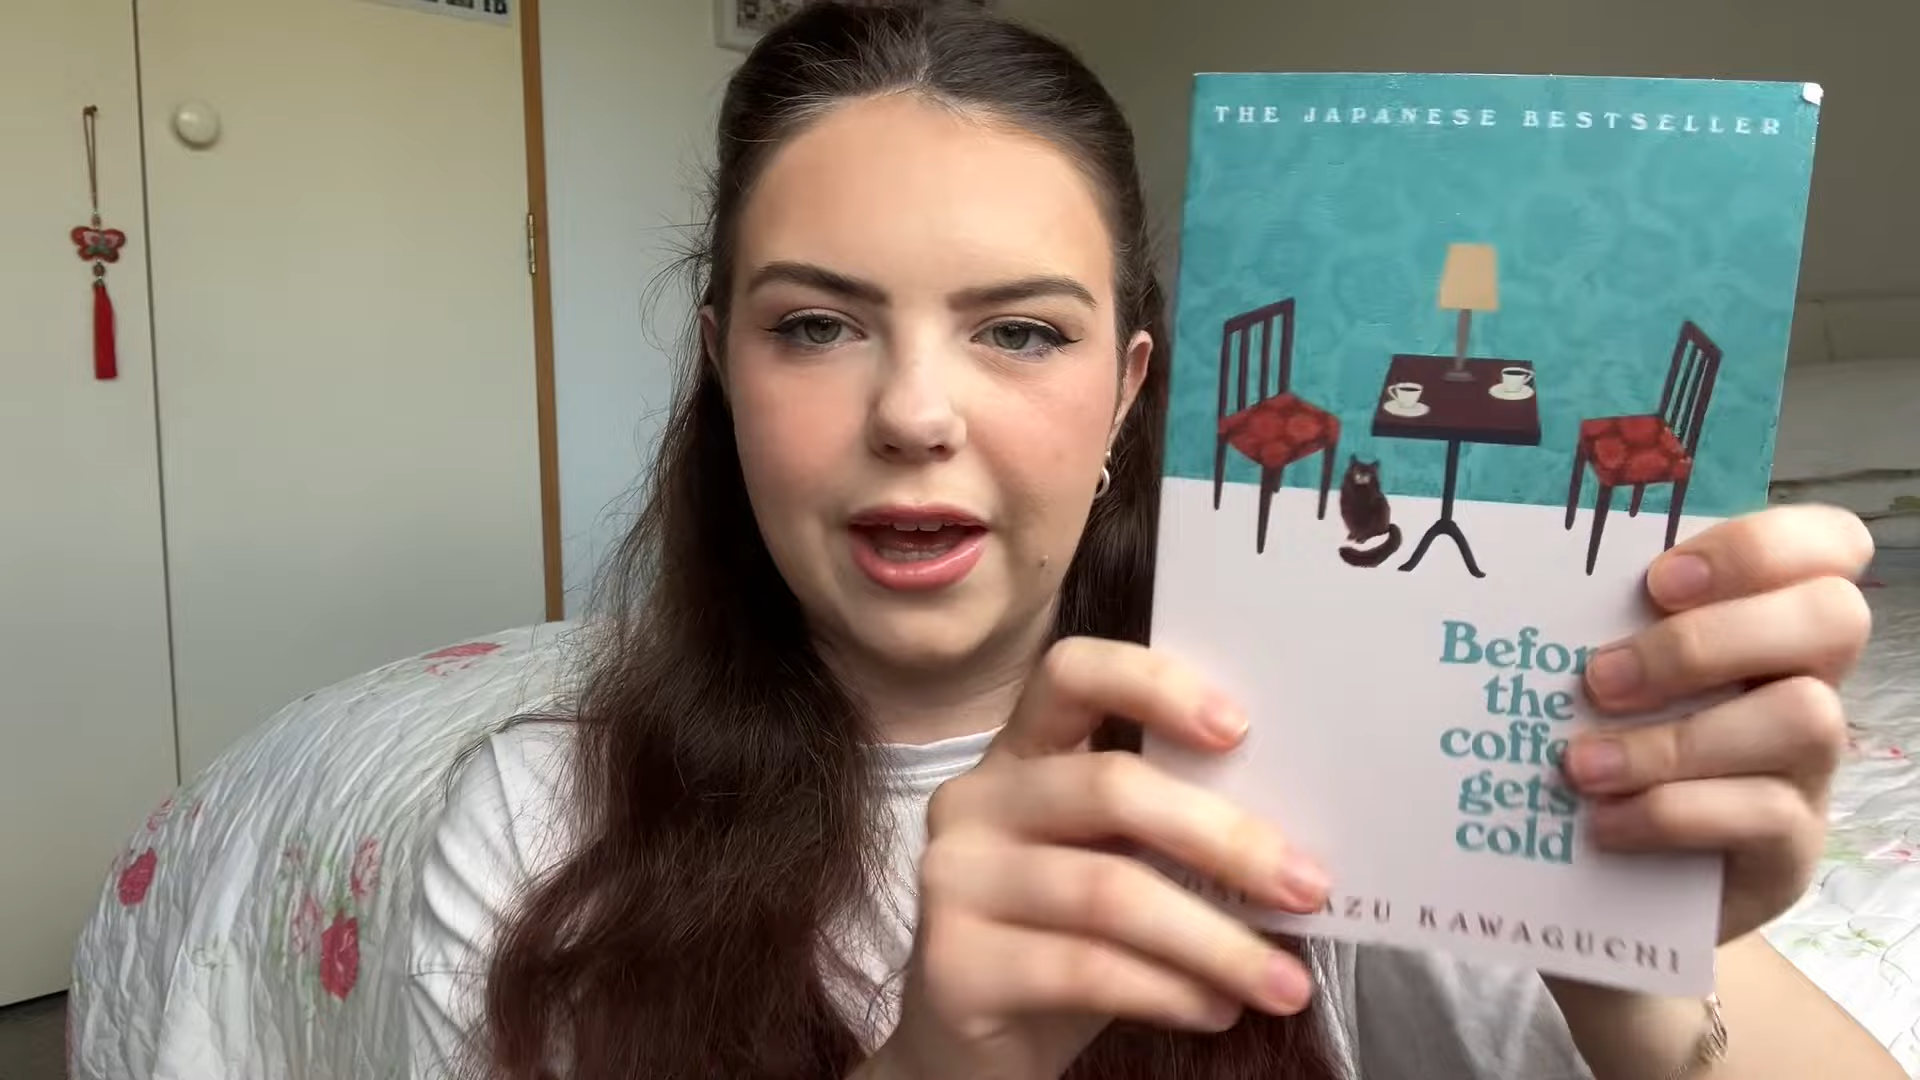 THE JAPANESE BESTSELLER
Befor
the
coffe
gets
cold
KAWAGUCHI